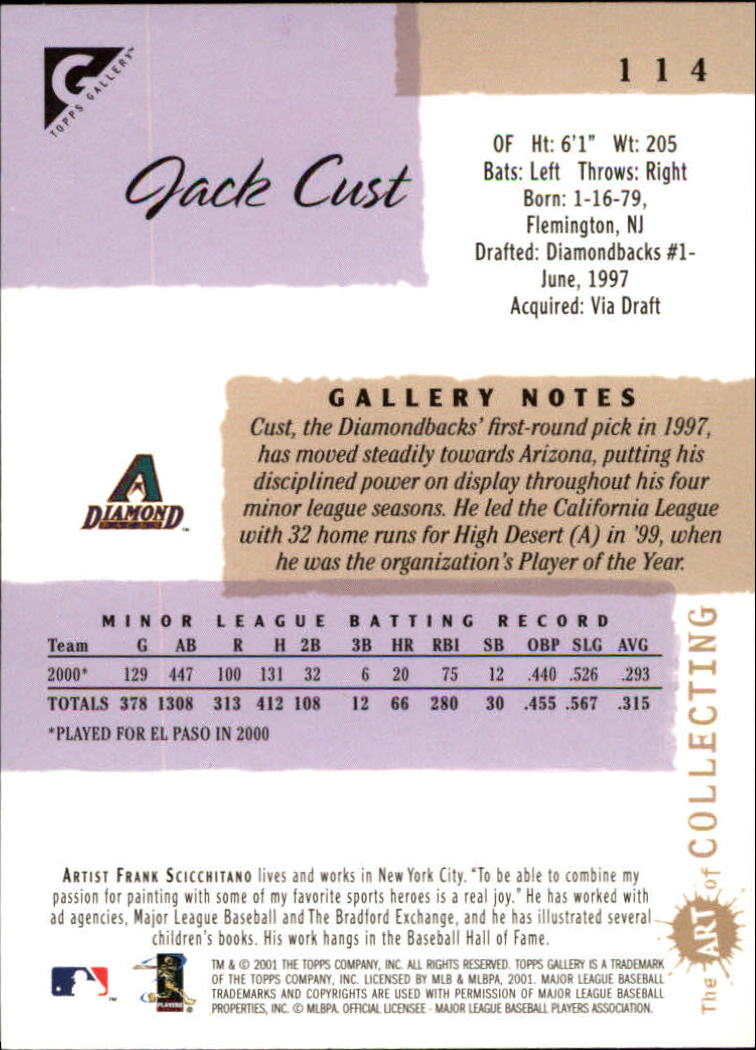 G
TOPPS GALLERY™
114
Jack Cust
OF Ht: 6'1" Wt: 205
Bats: Left Throws: Right
Born: 1-16-79,
Flemington, NJ
Drafted: Diamondbacks #1-
June, 1997
Acquired: Via Draft
GALLERY NOTES
Cust, the Diamondbacks' first-round pick in 1997,
has moved steadily towards Arizona, putting his
disciplined power on display throughout his four
minor league seasons. He led the California League
with 32 home runs for High Desert (A) in '99, when
he was the organization's Player of the Year.
A
DIAMOND
BACKS
™
MINOR LEAGUE BATTING RECORD
Team G AB R H 2B 3B HR RBI SB OBP SLG AVG
2000* 129 447 100 131 32 6 20 75 12 .440 .526 .293
TOTALS 378 1308 313 412 108 12 66 280 30 .455 .567 .315
*PLAYED FOR EL PASO IN 2000
The ART of COLLECTING
ARTIST FRANK SCICCHITANO lives and works in New York City. "To be able to combine my
passion for painting with some of my favorite sports heroes is a real joy." He has worked with
ad agencies, Major League Baseball and The Bradford Exchange, and he has illustrated several
children's books. His work hangs in the Baseball Hall of Fame.
™
PLAYERS
®
TM & © 2001 THE TOPPS COMPANY, INC. ALL RIGHTS RESERVED. TOPPS GALLERY IS A TRADEMARK
OF THE TOPPS COMPANY, INC. LICENSED BY MLB & MLBPA, 2001. MAJOR LEAGUE BASEBALL
TRADEMARKS AND COPYRIGHTS ARE USED WITH PERMISSION OF MAJOR LEAGUE BASEBALL
PROPERTIES, INC. © MLBPA. OFFICIAL LICENSEE - MAJOR LEAGUE BASEBALL PLAYERS ASSOCIATION.